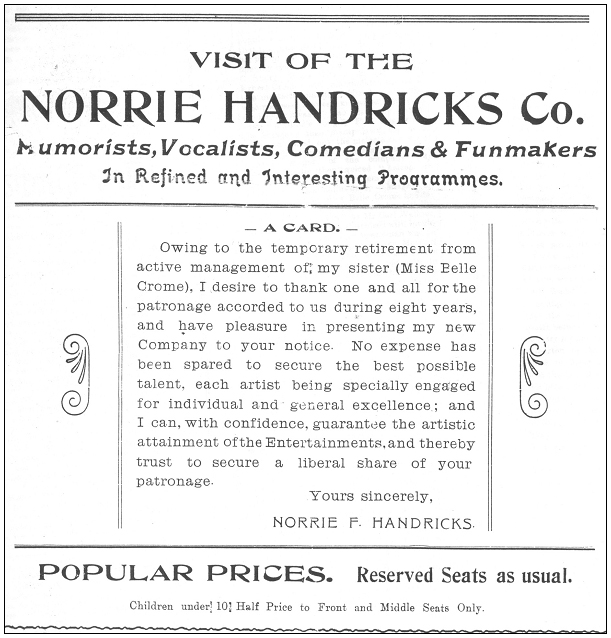 VISIT OF THE
NORRIE HANDRICKS Co.
Humorists, Vocalists, Comedians & Funmakers
In Refined and Interesting Programmes.
– A CARD. –
Owing to the temporary retirement from
active management of my sister (Miss Belle
Crome), I desire to thank one and all for the
patronage accorded to us during eight years,
and have pleasure in presenting my new
Company to your notice. No expense has
been spared to secure the best possible
talent, each artist being specially engaged
for individual and general excellence; and
I can, with confidence, guarantee the artistic
attainment of the Entertainments, and thereby
trust to secure a liberal share of your
patronage.
Yours sincerely,
NORRIE F. HANDRICKS.
POPULAR PRICES. Reserved Seats as usual.
Children under 10, Half Price to Front and Middle Seats Only.